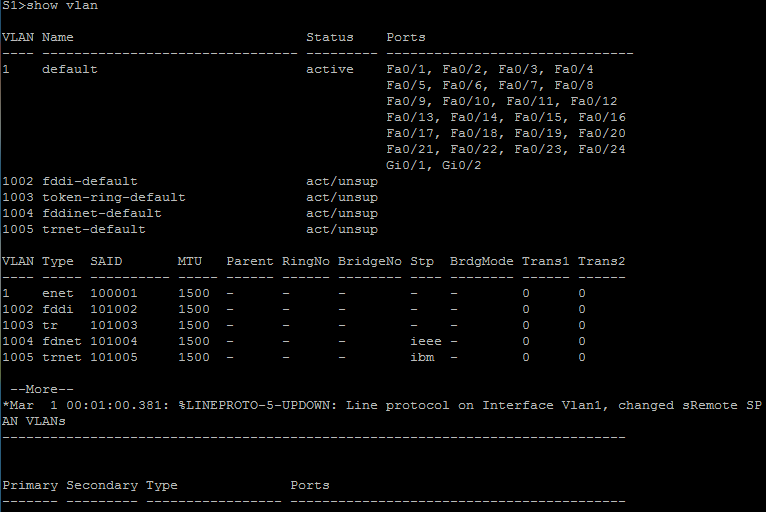 S1>show vlan
VLAN Name                             Status    Ports
---- -------------------------------- --------- -------------------------------
1    default                          active    Fa0/1, Fa0/2, Fa0/3, Fa0/4
                                                Fa0/5, Fa0/6, Fa0/7, Fa0/8
                                                Fa0/9, Fa0/10, Fa0/11, Fa0/12
                                                Fa0/13, Fa0/14, Fa0/15, Fa0/16
                                                Fa0/17, Fa0/18, Fa0/19, Fa0/20
                                                Fa0/21, Fa0/22, Fa0/23, Fa0/24
                                                Gi0/1, Gi0/2
1002 fddi-default                     act/unsup
1003 token-ring-default               act/unsup
1004 fddinet-default                  act/unsup
1005 trnet-default                    act/unsup
VLAN Type  SAID       MTU   Parent RingNo BridgeNo Stp  BrdgMode Trans1 Trans2
---- ----- ---------- ----- ------ ------ -------- ---- -------- ------ ------
1    enet  100001     1500  -      -      -        -    -        0      0
1002 fddi  101002     1500  -      -      -        -    -        0      0
1003 tr    101003     1500  -      -      -        -    -        0      0
1004 fdnet 101004     1500  -      -      -        ieee -        0      0
1005 trnet 101005     1500  -      -      -        ibm  -        0      0
 --More--
*Mar  1 00:01:00.381: %LINEPROTO-5-UPDOWN: Line protocol on Interface Vlan1, changed sRemote SP
AN VLANs
------------------------------------------------------------------------------
Primary Secondary Type              Ports
------- --------- ----------------- ------------------------------------------